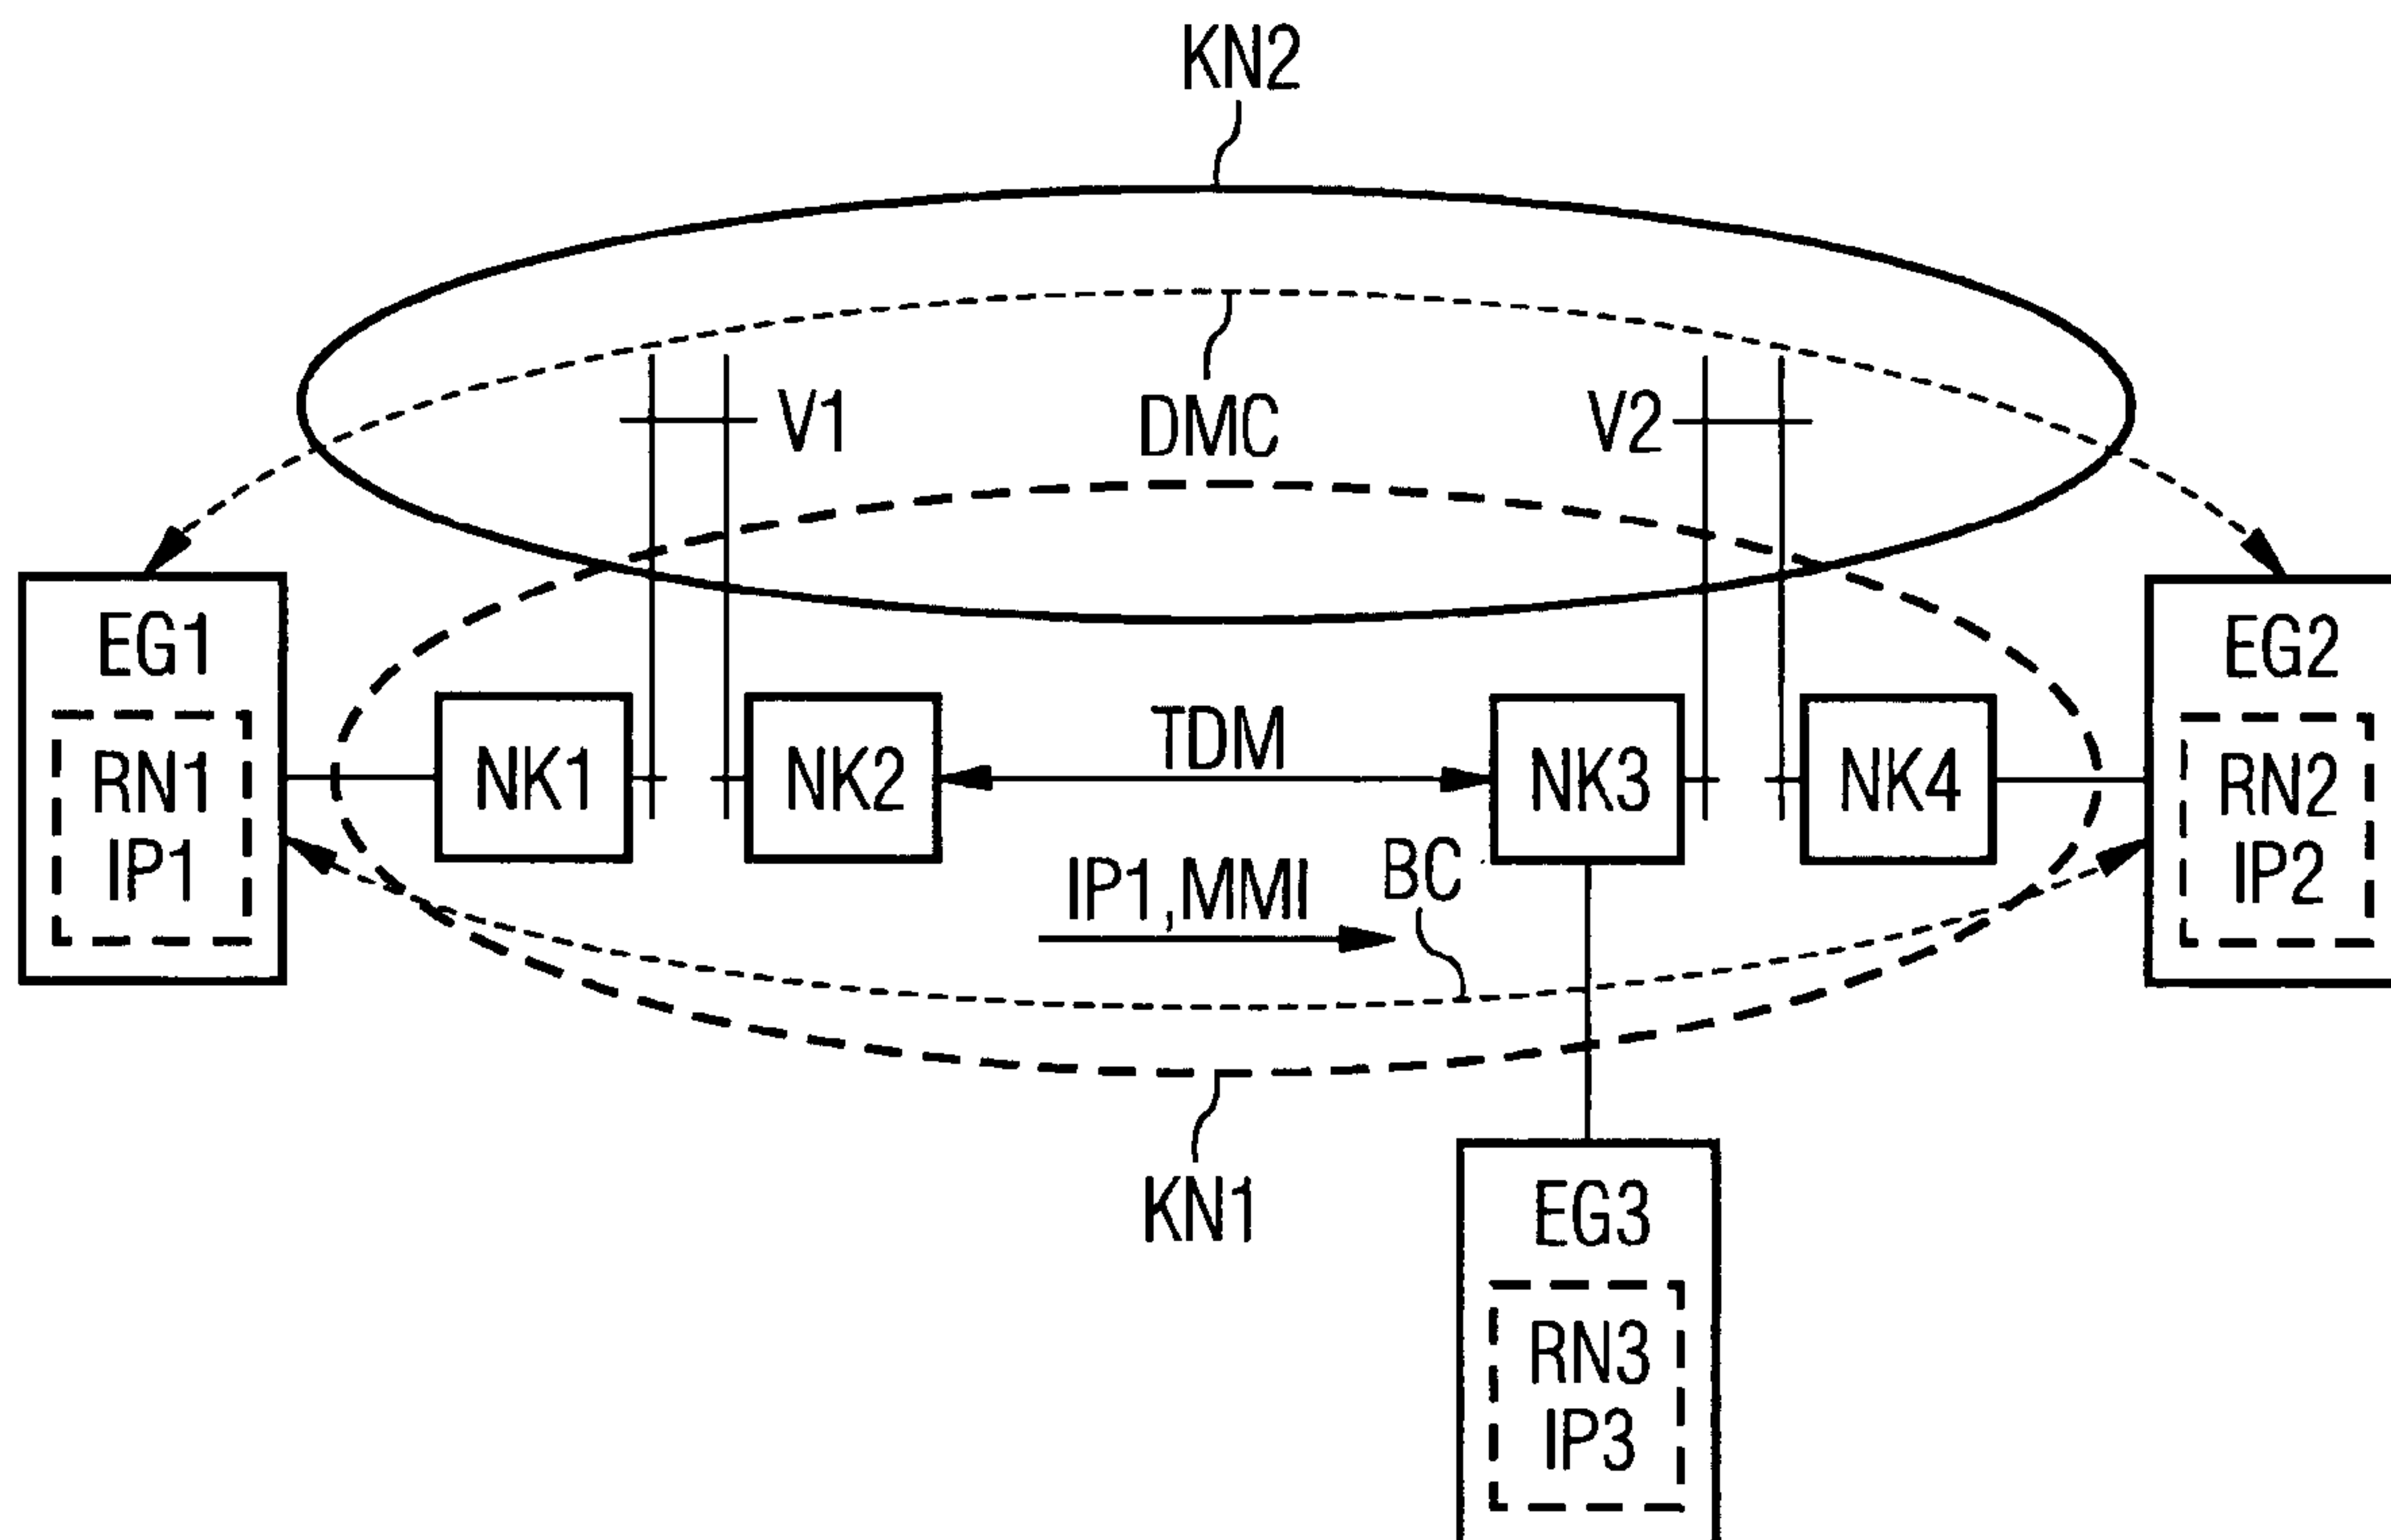 KN2
V1
DMC
V2
EG1
RN1
IP1
NK1
NK2
TDM
NK3
NK4
EG2
RN2
IP2
IP1,MMI
BC
KN1
EG3
RN3
IP3